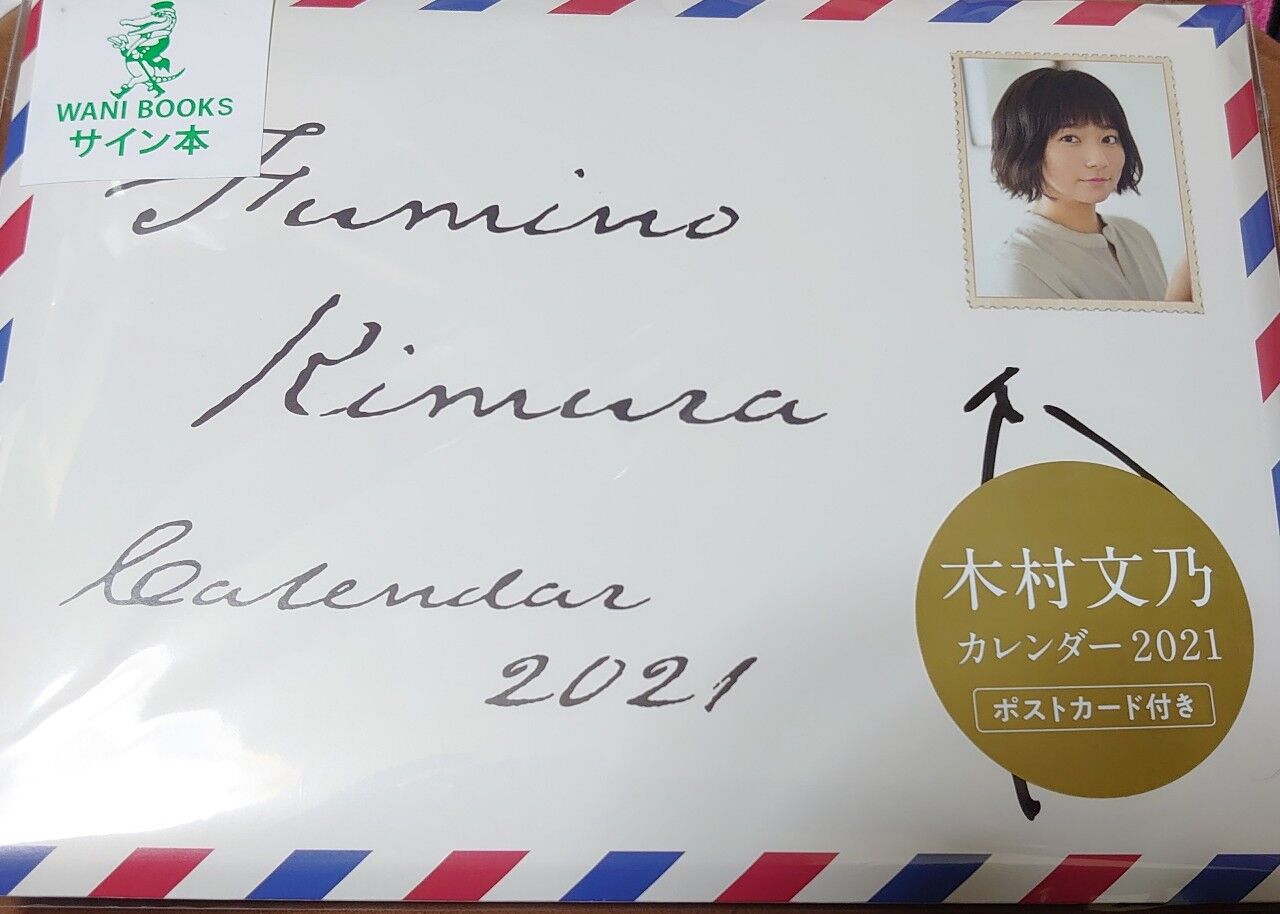 WANI BOOKS
サイン本
Fumino
Kimura
Calendar
2021
木村文乃
カレンダー2021
ポストカード付き